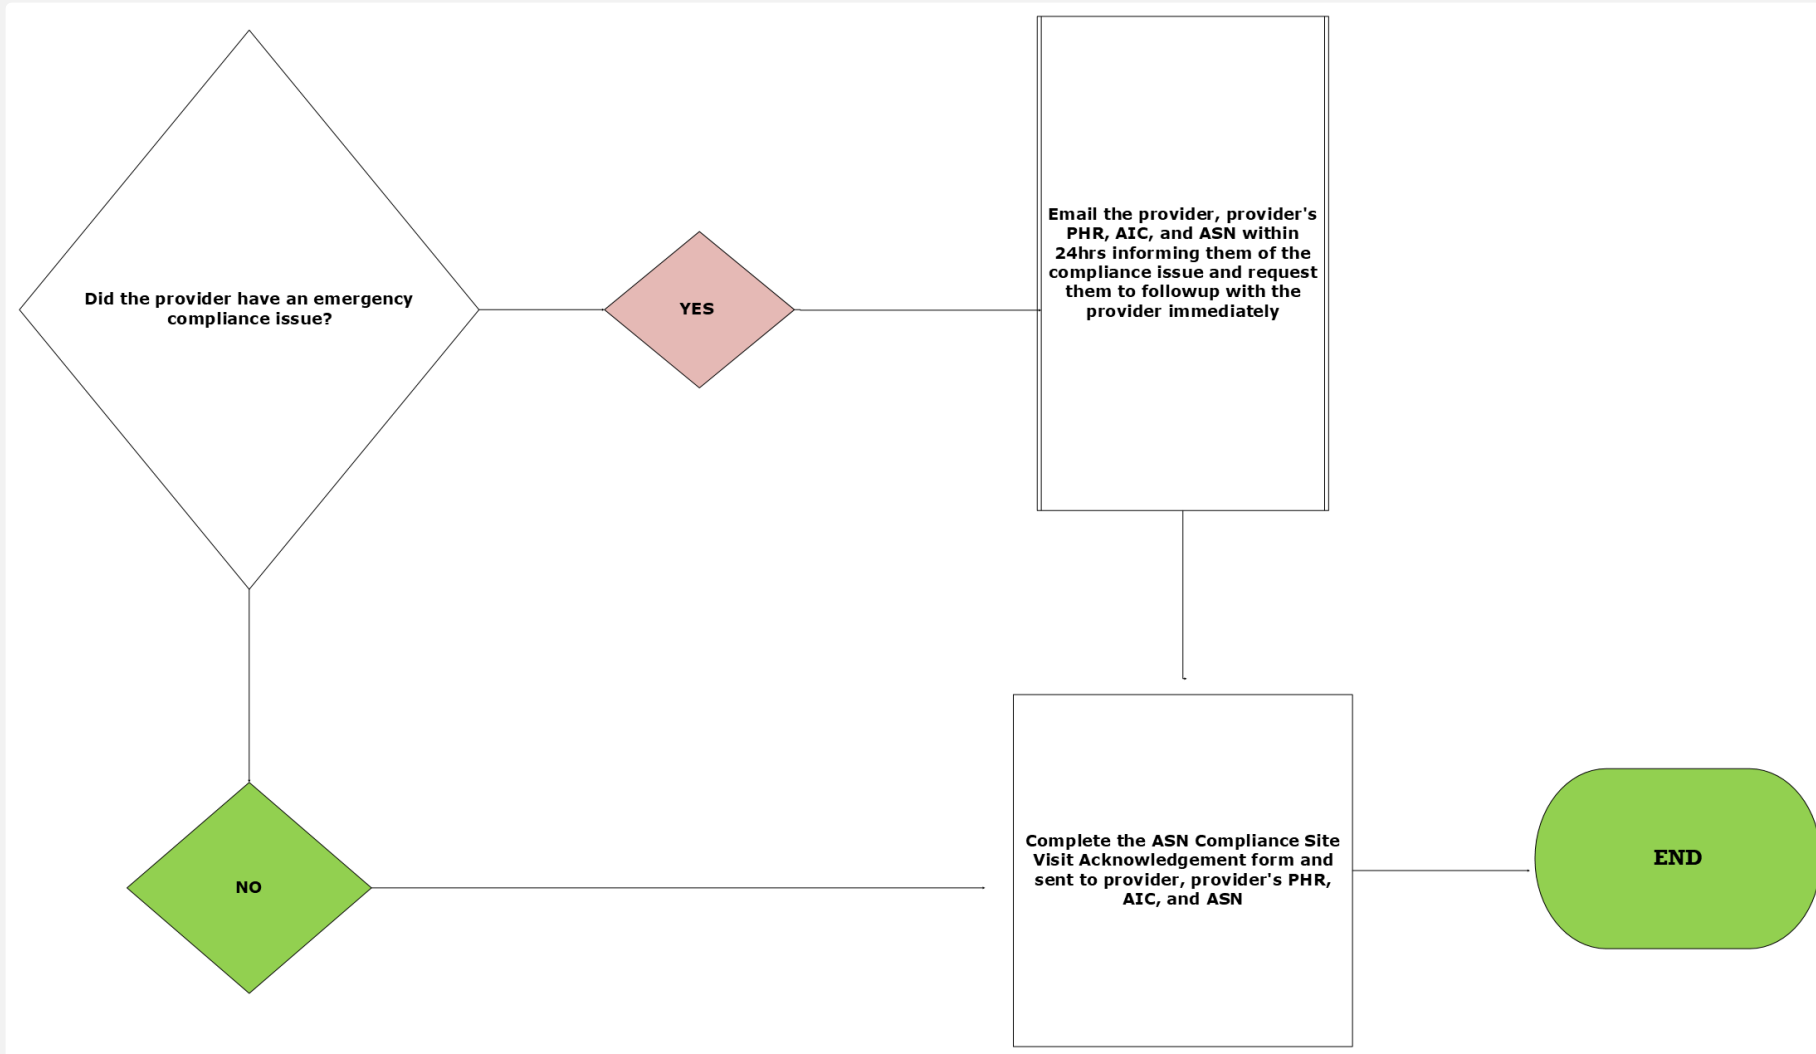 Did the provider have an emergency
compliance issue?
YES
Email the provider, provider's
PHR, AIC, and ASN within
24hrs informing them of the
compliance issue and request
them to followup with the
provider immediately
NO
Complete the ASN Compliance Site
Visit Acknowledgement form and
sent to provider, provider's PHR,
AIC, and ASN
END